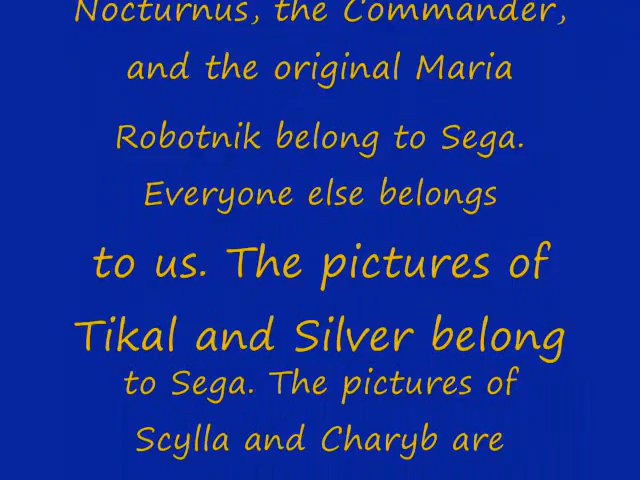 Nocturnus, the Commander,
and the original Maria
Robotnik belong to Sega.
Everyone else belongs
to us. The pictures of
Tikal and Silver belong
to Sega. The pictures of
Scylla and Charyb are